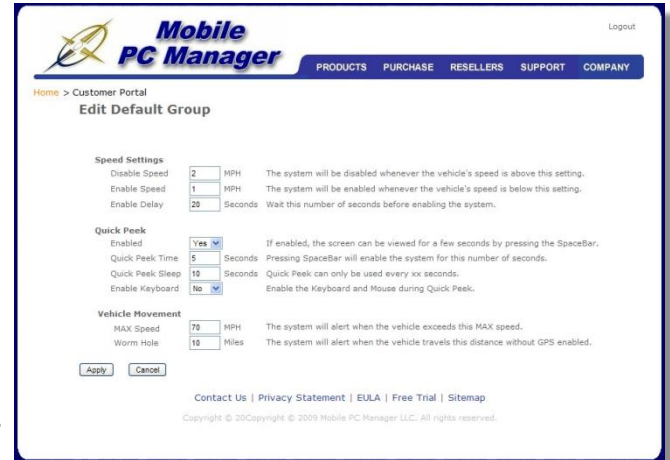 Mobile
PC Manager
Logout
PRODUCTS PURCHASE RESELLERS SUPPORT COMPANY
Home > Customer Portal
Edit Default Group
Speed Settings
Disable Speed 2 MPH The system will be disabled whenever the vehicle's speed is above this setting.
Enable Speed 1 MPH The system will be enabled whenever the vehicle's speed is below this setting.
Enable Delay 20 Seconds Wait this number of seconds before enabling the system.
Quick Peek
Enabled Yes If enabled, the screen can be viewed for a few seconds by pressing the SpaceBar.
Quick Peek Time 5 Seconds Pressing SpaceBar will enable the system for this number of seconds.
Quick Peek Sleep 10 Seconds Quick Peek can only be used every xx seconds.
Enable Keyboard No Enable the Keyboard and Mouse during Quick Peek.
Vehicle Movement
MAX Speed 70 MPH The system will alert when the vehicle exceeds this MAX speed.
Worm Hole 10 Miles The system will alert when the vehicle travels this distance without GPS enabled.
Apply Cancel
Contact Us | Privacy Statement | EULA | Free Trial | Sitemap
Copyright © 20Copyright © 2009 Mobile PC Manager LLC. All rights reserved.